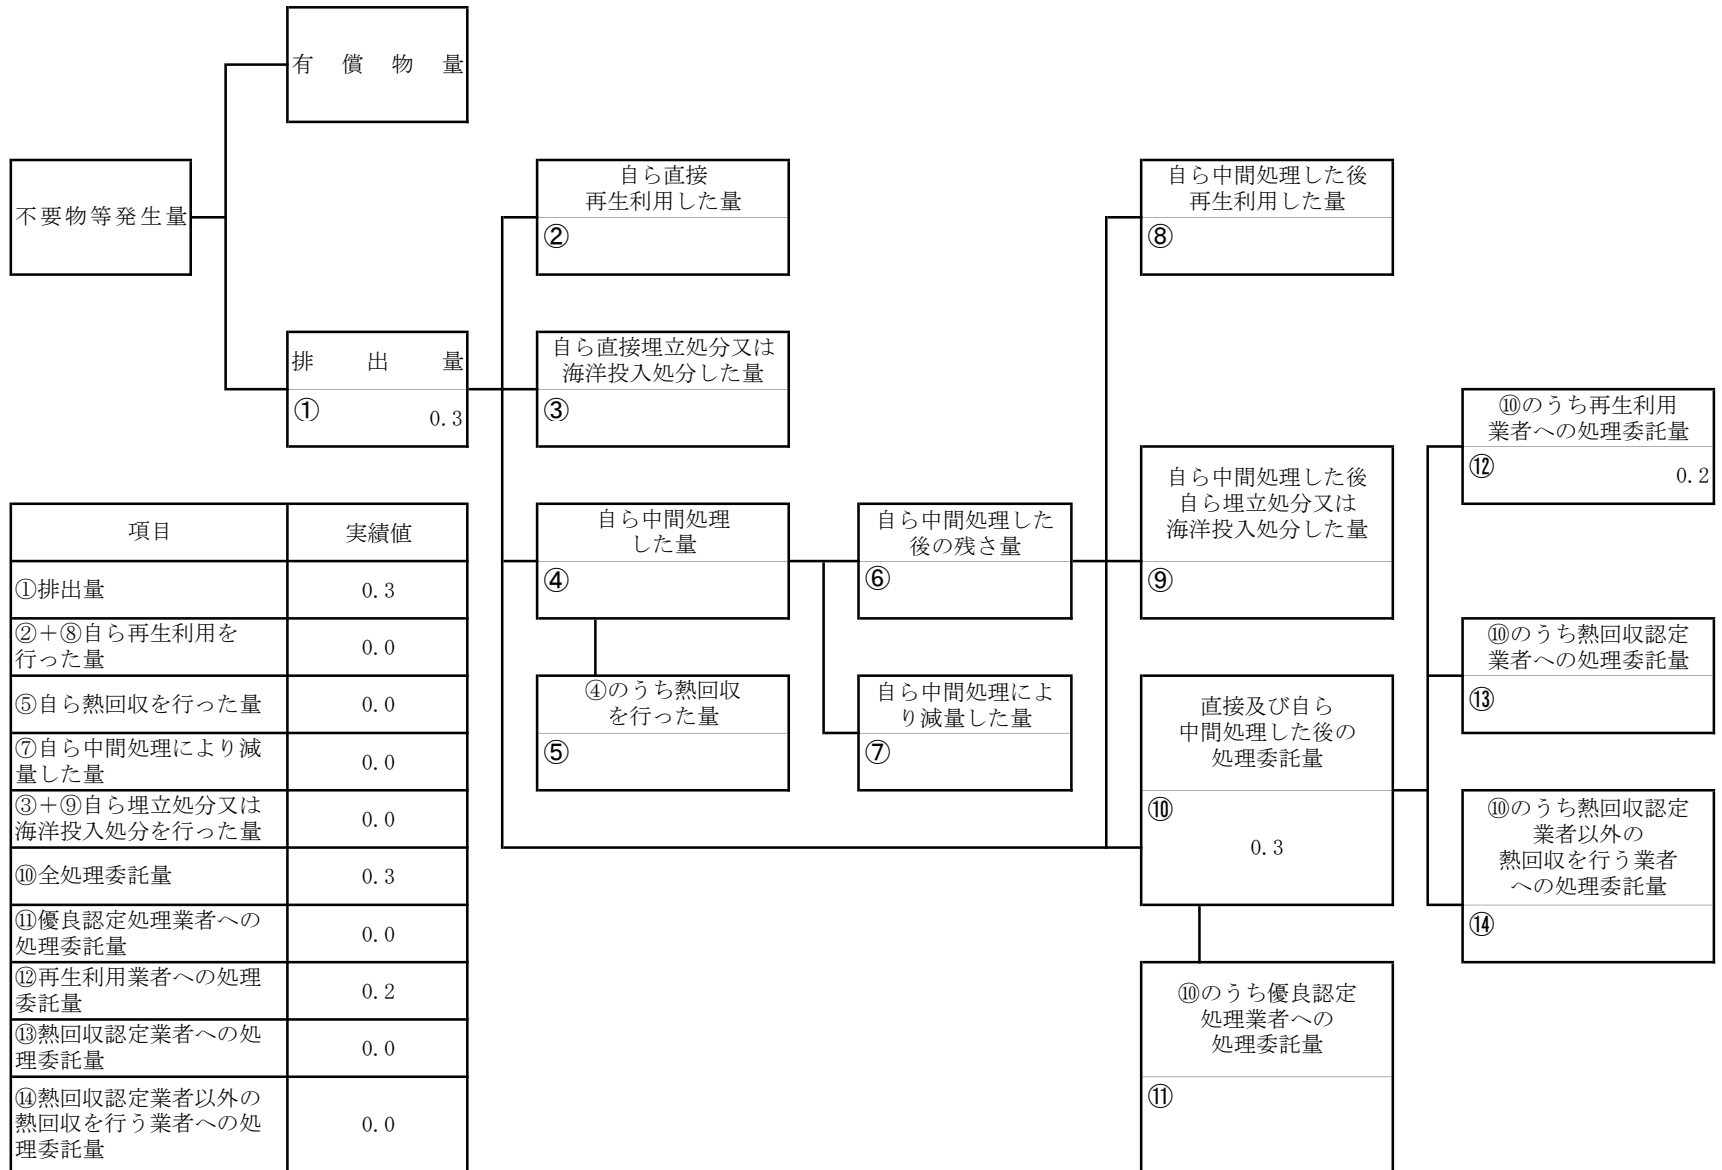 有償物量
不要物等発生量
排出量
①
0.3
自ら直接
再生利用した量
②
自ら直接埋立処分又は
海洋投入処分した量
③
自ら中間処理
した量
④
④のうち熱回収
を行った量
⑤
自ら中間処理した
後の残さ量
⑥
自ら中間処理によ
り減量した量
⑦
自ら中間処理した後
再生利用した量
⑧
自ら中間処理した後
自ら埋立処分又は
海洋投入処分した量
⑨
直接及び自ら
中間処理した後の
処理委託量
⑩
0.3
⑩のうち優良認定
処理業者への
処理委託量
⑪
⑩のうち再生利用
業者への処理委託量
⑫
0.2
⑩のうち熱回収認定
業者への処理委託量
⑬
⑩のうち熱回収認定
業者以外の
熱回収を行う業者
への処理委託量
⑭
項目 実績値
①排出量 0.3
②+⑧自ら再生利用を
行った量 0.0
⑤自ら熱回収を行った量 0.0
⑦自ら中間処理により減
量した量 0.0
③+⑨自ら埋立処分又は
海洋投入処分を行った量 0.0
⑩全処理委託量 0.3
⑪優良認定処理業者への
処理委託量 0.0
⑫再生利用業者への処理
委託量 0.2
⑬熱回収認定業者への処
理委託量 0.0
⑭熱回収認定業者以外の
熱回収を行う業者への処
理委託量 0.0